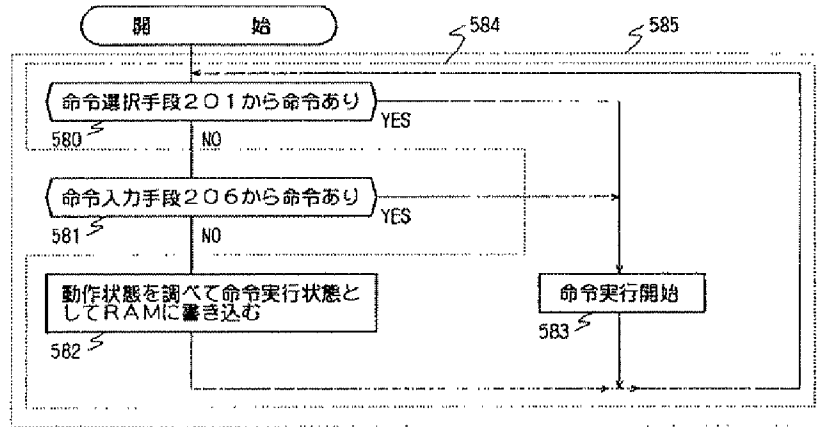 開　始
584
585
命令選択手段201から命令あり
YES
580
NO
命令入力手段206から命令あり
YES
581
NO
動作状態を調べて命令実行状態と
してRAMに書き込む
582
命令実行開始
583